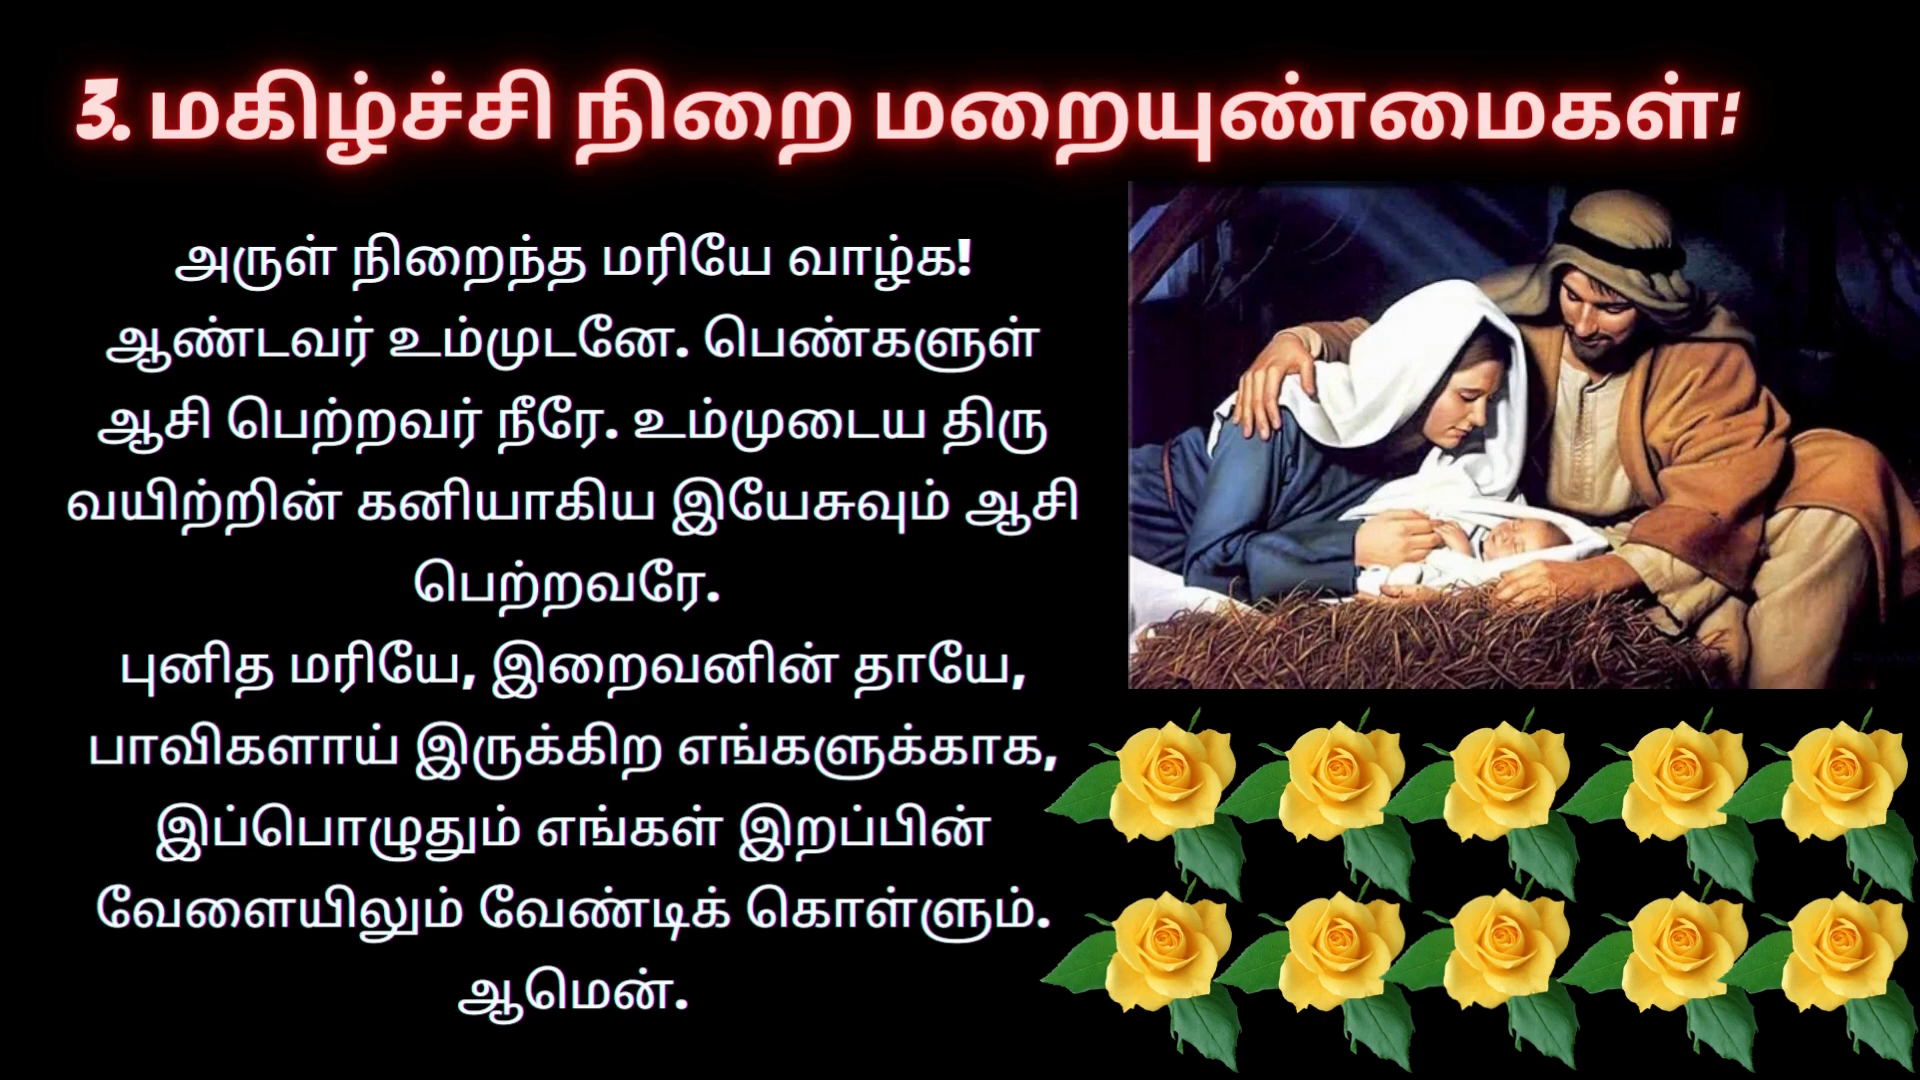 3. மகிழ்ச்சி நிறை மறையுண்மைகள்:
அருள் நிறைந்த மரியே வாழ்க!
ஆண்டவர் உம்முடனே. பெண்களுள்
ஆசி பெற்றவர் நீரே. உம்முடைய திரு
வயிற்றின் கனியாகிய இயேசுவும் ஆசி
பெற்றவரே.
புனித மரியே, இறைவனின் தாயே,
பாவிகளாய் இருக்கிற எங்களுக்காக,
இப்பொழுதும் எங்கள் இறப்பின்
வேளையிலும் வேண்டிக் கொள்ளும்.
ஆமென்.